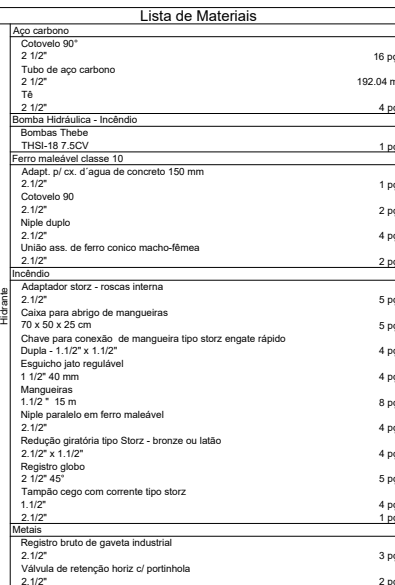 Lista de Materiais
Hidrante
Aço carbono
Cotovelo 90°
2 1/2" 16 pç
Tubo de aço carbono
2 1/2" 192.04 m
Tê
2 1/2" 4 pç
Bomba Hidráulica - Incêndio
Bombas Thebe
THSI-18 7.5CV 1 pç
Ferro maleável classe 10
Adapt. p/ cx. d´agua de concreto 150 mm
2.1/2" 1 pç
Cotovelo 90
2.1/2" 2 pç
Niple duplo
2.1/2" 4 pç
União ass. de ferro conico macho-fêmea
2.1/2" 2 pç
Incêndio
Adaptador storz - roscas interna
2.1/2" 5 pç
Caixa para abrigo de mangueiras
70 x 50 x 25 cm 5 pç
Chave para conexão de mangueira tipo storz engate rápido
Dupla - 1.1/2" x 1.1/2" 4 pç
Esguicho jato regulável
1 1/2" 40 mm 4 pç
Mangueiras
1.1/2 " 15 m 8 pç
Niple paralelo em ferro maleável
2.1/2" 4 pç
Redução giratória tipo Storz - bronze ou latão
2.1/2" x 1.1/2" 4 pç
Registro globo
2 1/2" 45° 5 pç
Tampão cego com corrente tipo storz
1.1/2" 4 pç
2.1/2" 1 pç
Metais
Registro bruto de gaveta industrial
2.1/2" 3 pç
Válvula de retenção horiz c/ portinhola
2.1/2" 2 pç